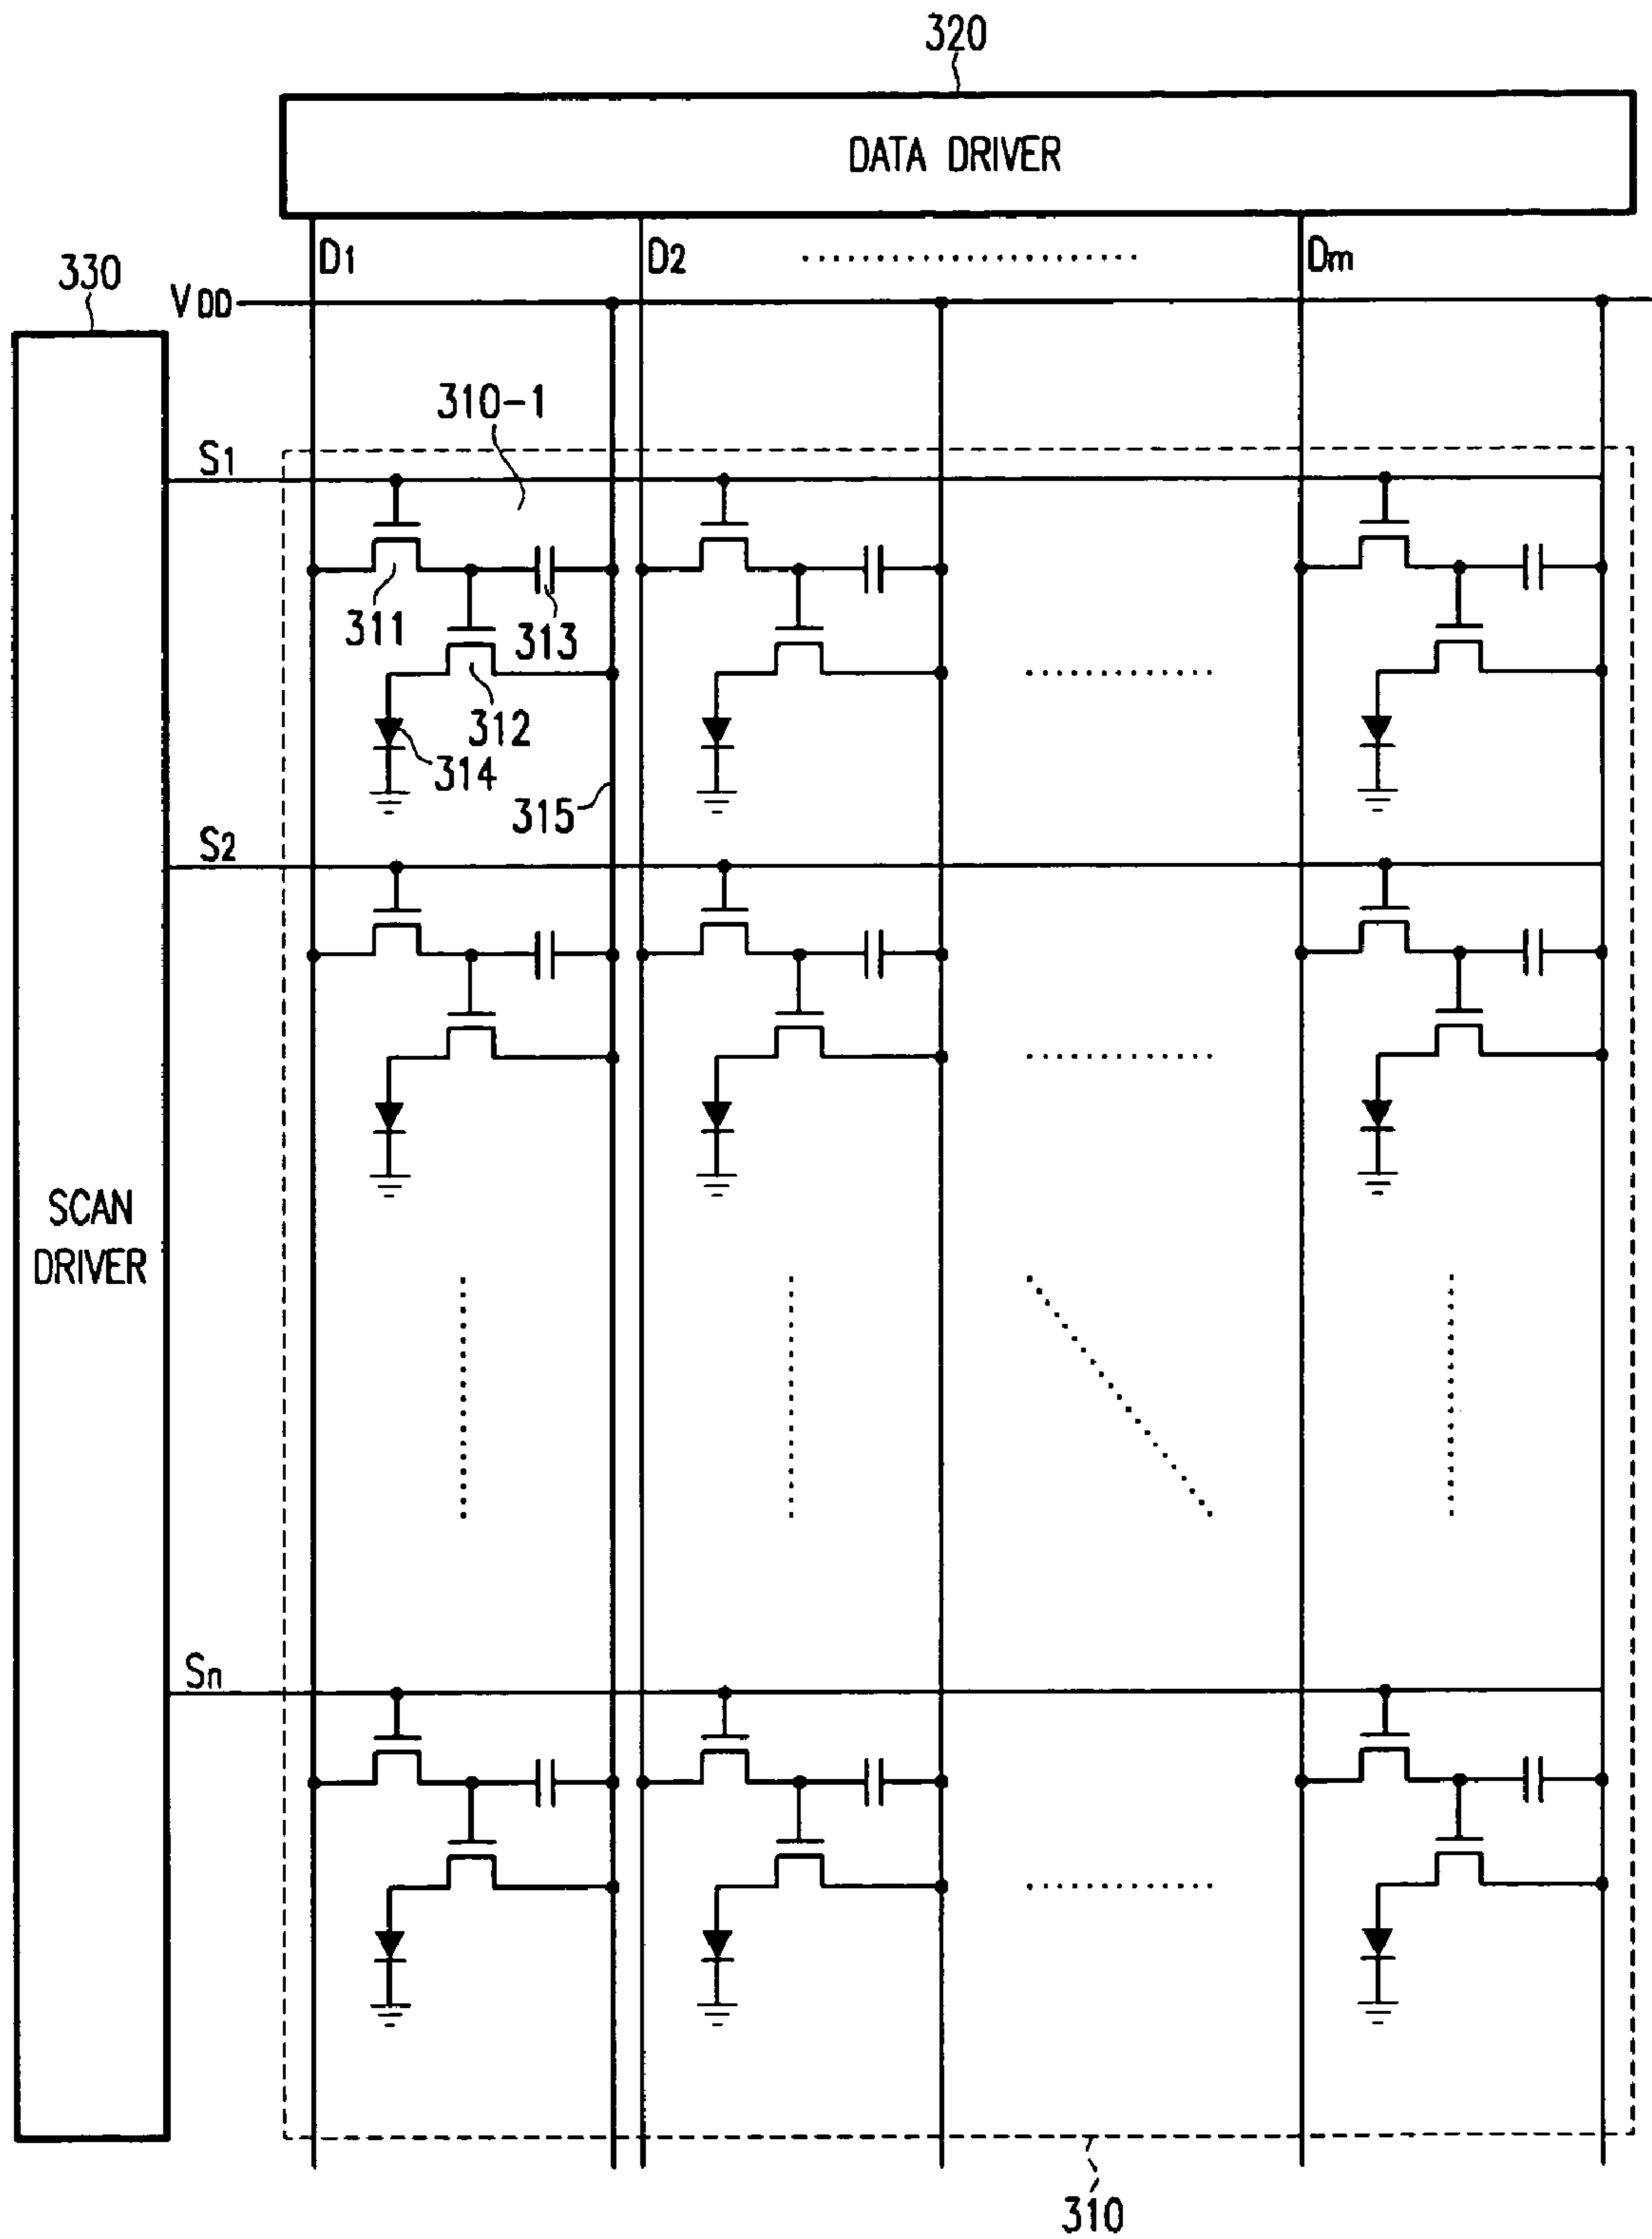 320
DATA DRIVER
D1 D2 Dm
330
VDD
310-1
S1
311 313
312
314
315
S2
SCAN
DRIVER
Sn
310